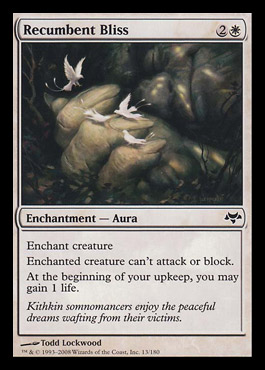 Recumbent Bliss 2
Enchantment — Aura
Enchant creature
Enchanted creature can't attack or block.
At the beginning of your upkeep, you may
gain 1 life.
Kithkin somnomancers enjoy the peaceful
dreams wafting from their victims.
Todd Lockwood
™ & © 1993–2008 Wizards of the Coast, Inc. 13/180